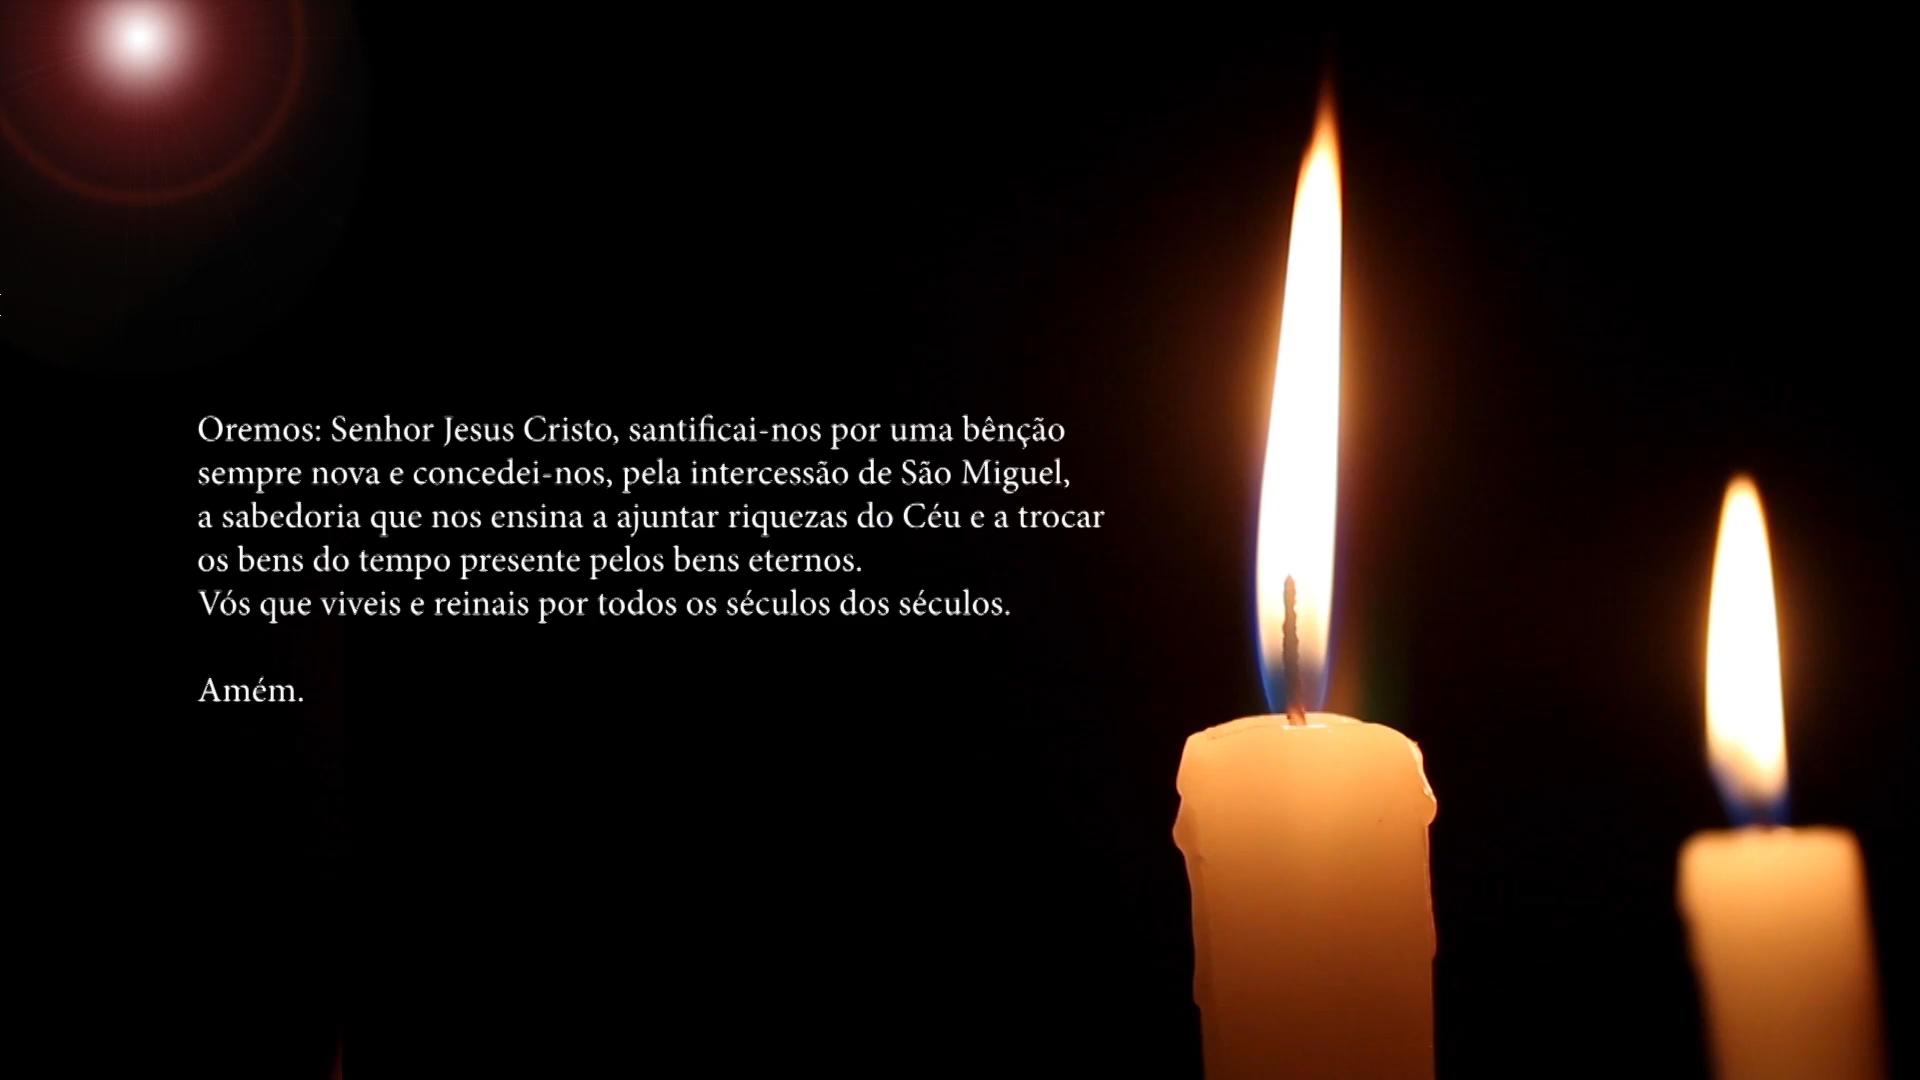 Oremos: Senhor Jesus Cristo, santificai-nos por uma bênção
sempre nova e concedei-nos, pela intercessão de São Miguel,
a sabedoria que nos ensina a ajuntar riquezas do Céu e a trocar
os bens do tempo presente pelos bens eternos.
Vós que viveis e reinais por todos os séculos dos séculos.
Amém.